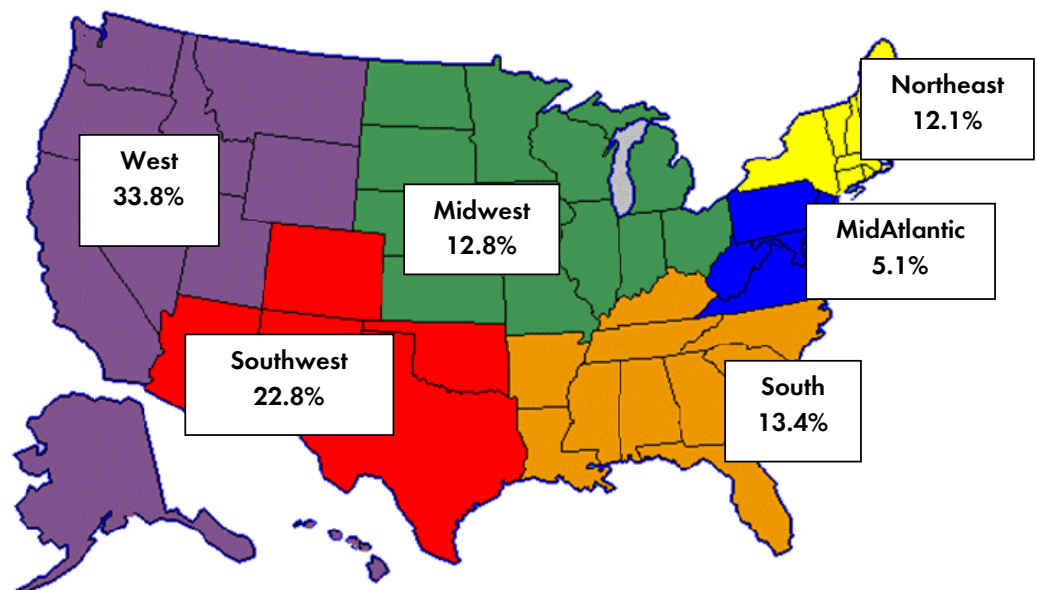 Northeast
12.1%
West
33.8%
Midwest
12.8%
MidAtlantic
5.1%
Southwest
22.8%
South
13.4%